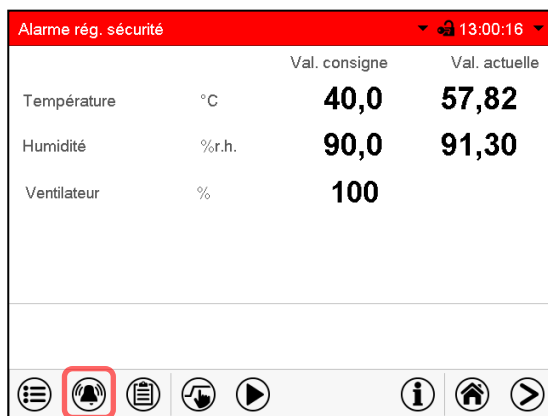 Alarme rég. sécurité 13:00:16
Val. consigne Val. actuelle
Température °C 40,0 57,82
Humidité %r.h. 90,0 91,30
Ventilateur % 100